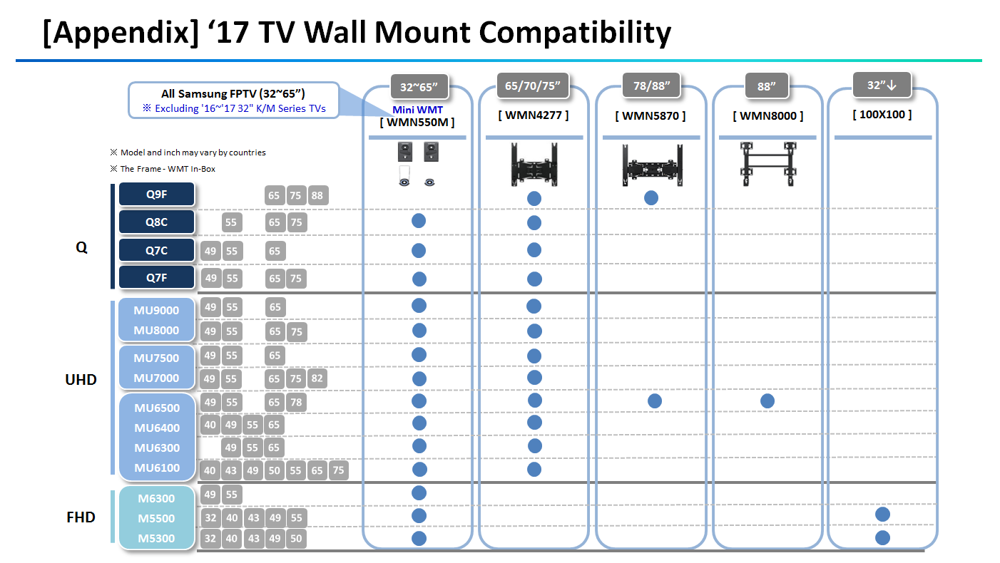 [Appendix] ‘17 TV Wall Mount Compatibility
All Samsung FPTV (32~65”)
※ Excluding '16~'17 32" K/M Series TVs
32~65”
65/70/75”
78/88”
88”
32”↓
Mini WMT
[ WMN550M ]
[ WMN4277 ]
[ WMN5870 ]
[ WMN8000 ]
[ 100X100 ]
※ Model and inch may vary by countries
※ The Frame - WMT In-Box
Q
Q9F 65 75 88
Q8C 55 65 75
Q7C 49 55 65
Q7F 49 55 65 75
UHD
MU9000 49 55 65
MU8000 49 55 65 75
MU7500 49 55 65
MU7000 49 55 65 75 82
MU6500 49 55 65 78
MU6400 40 49 55 65
MU6300 49 55 65
MU6100 40 43 49 50 55 65 75
FHD
M6300 49 55
M5500 32 40 43 49 55
M5300 32 40 43 49 50